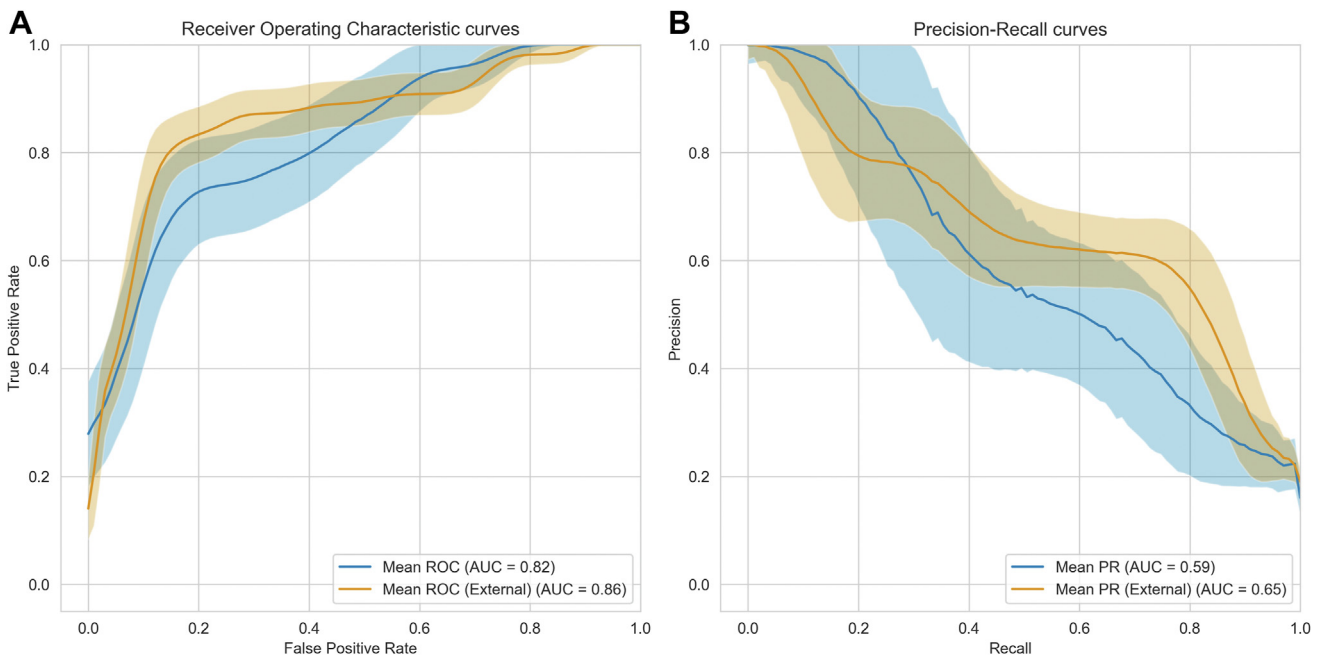 A
Receiver Operating Characteristic curves
1.0
0.8
0.6
0.4
0.2
0.0
True Positive Rate
Mean ROC (AUC = 0.82)
Mean ROC (External) (AUC = 0.86)
0.0 0.2 0.4 0.6 0.8 1.0
False Positive Rate
B
Precision-Recall curves
1.0
0.8
0.6
0.4
0.2
0.0
Precision
Mean PR (AUC = 0.59)
Mean PR (External) (AUC = 0.65)
0.0 0.2 0.4 0.6 0.8 1.0
Recall